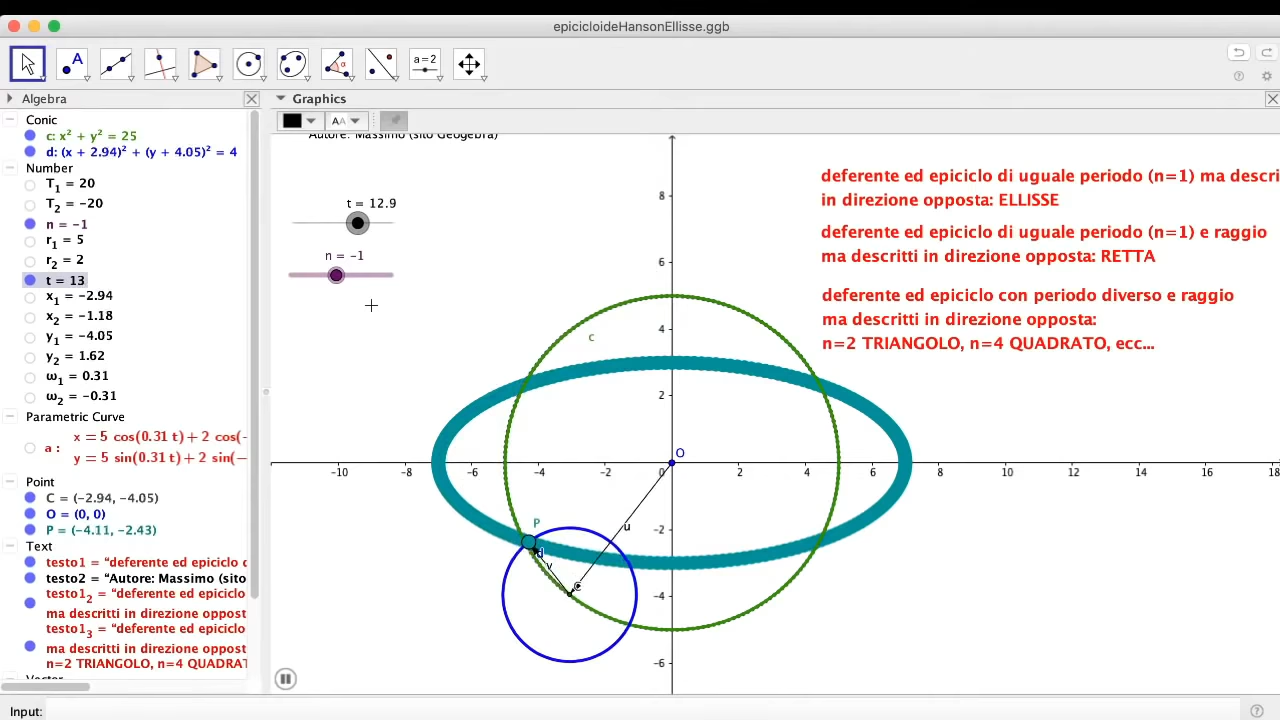 epicicloideHansonEllisse.ggb
A
α
a=2
Algebra
Graphics
AA
Conic
c: x² + y² = 25
d: (x + 2.94)² + (y + 4.05)² = 4
Number
T₁ = 20
T₂ = -20
n = -1
r₁ = 5
r₂ = 2
t = 13
x₁ = -2.94
x₂ = -1.18
y₁ = -4.05
y₂ = 1.62
ω₁ = 0.31
ω₂ = -0.31
Parametric Curve
a :
x = 5 cos(0.31 t) + 2 cos(-
y = 5 sin(0.31 t) + 2 sin(-
Point
C = (-2.94, -4.05)
O = (0, 0)
P = (-4.11, -2.43)
Text
testo1 = "deferente ed epiciclo d
testo2 = "Autore: Massimo (sito
testo1₂ = "deferente ed epiciclo
ma descritti in direzione oppost
testo1₃ = "deferente ed epiciclo
ma descritti in direzione oppost
n=2 TRIANGOLO, n=4 QUADRAT
Input:
Autore: Massimo (sito Geogebra)
t = 12.9
n = -1
deferente ed epiciclo di uguale periodo (n=1) ma descri
in direzione opposta: ELLISSE
deferente ed epiciclo di uguale periodo (n=1) e raggio
ma descritti in direzione opposta: RETTA
deferente ed epiciclo con periodo diverso e raggio
ma descritti in direzione opposta:
n=2 TRIANGOLO, n=4 QUADRATO, ecc...
8
6
4
2
-2
-4
-6
-10 -6 -4 -2 0 2 4 6 8 10 12 14 16 18
c
O
P
u
d
v
C